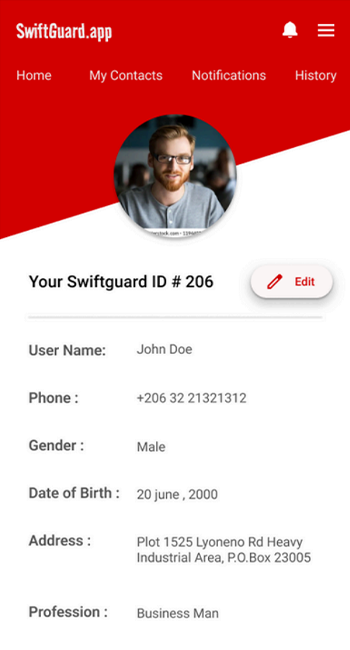 SwiftGuard.app
Home My Contacts Notifications History
Your Swiftguard ID # 206
Edit
User Name: John Doe
Phone : +206 32 21321312
Gender : Male
Date of Birth : 20 june , 2000
Address : Plot 1525 Lyoneno Rd Heavy
Industrial Area, P.O.Box 23005
Profession : Business Man